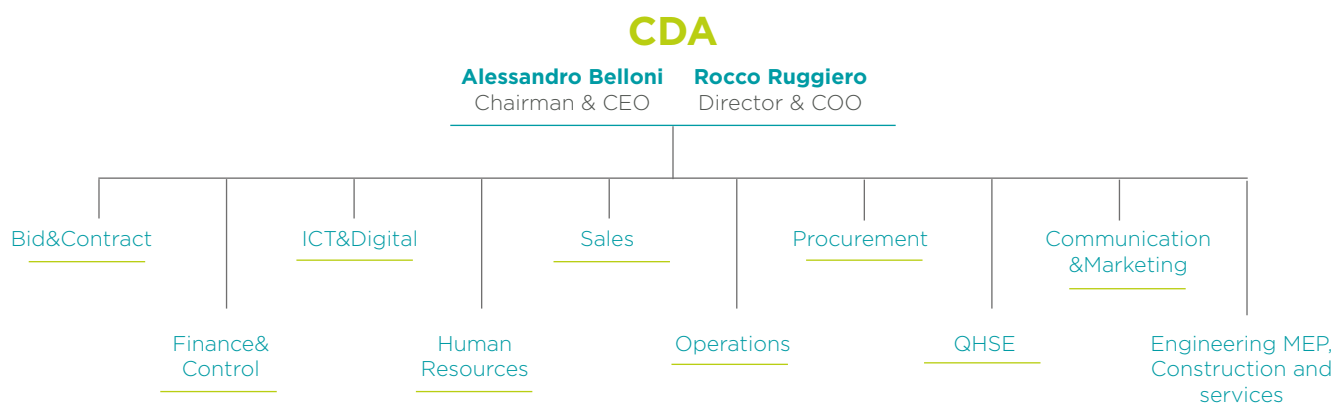 CDA
Alessandro Belloni
Chairman & CEO
Rocco Ruggiero
Director & COO
Bid&Contract
ICT&Digital
Sales
Procurement
Communication
&Marketing
Finance&
Control
Human
Resources
Operations
QHSE
Engineering MEP,
Construction and
services